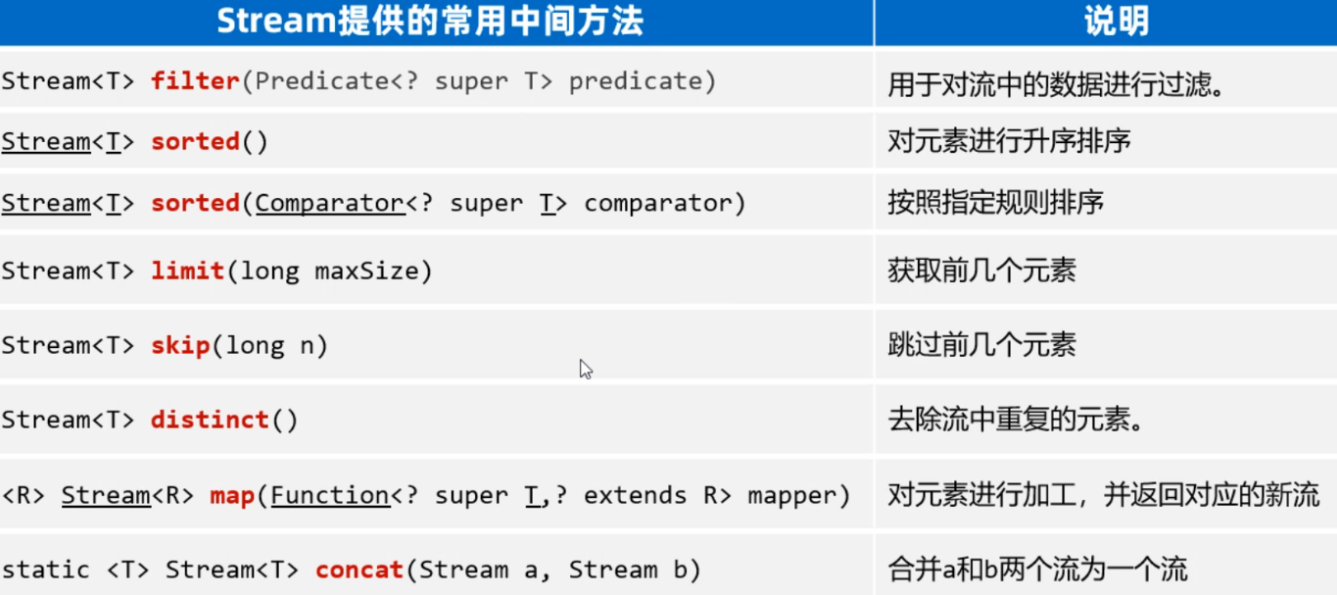 Stream提供的常用中间方法 说明
Stream<T> filter(Predicate<? super T> predicate) 用于对流中的数据进行过滤。
Stream<T> sorted() 对元素进行升序排序
Stream<T> sorted(Comparator<? super T> comparator) 按照指定规则排序
Stream<T> limit(long maxSize) 获取前几个元素
Stream<T> skip(long n) 跳过前几个元素
Stream<T> distinct() 去除流中重复的元素。
<R> Stream<R> map(Function<? super T,? extends R> mapper) 对元素进行加工，并返回对应的新流
static <T> Stream<T> concat(Stream a, Stream b) 合并a和b两个流为一个流